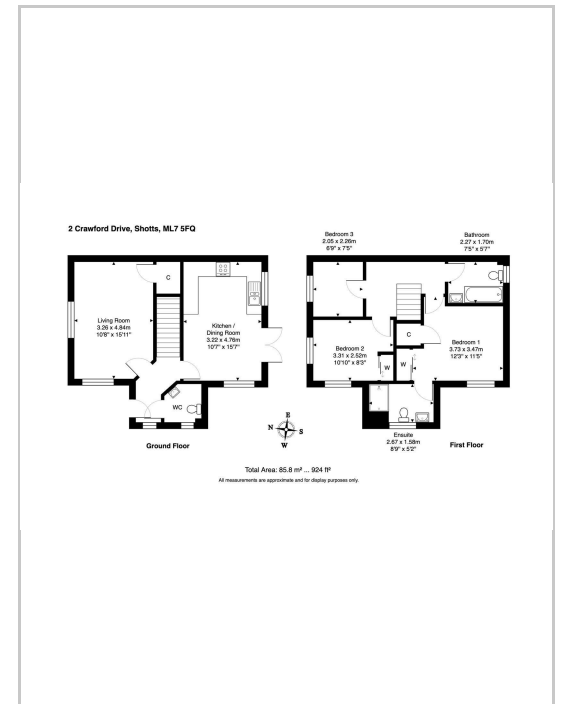 2 Crawford Drive, Shotts, ML7 5FQ
C
Living Room
3.26 x 4.84m
10'8" x 15'11"
Kitchen /
Dining Room
3.22 x 4.76m
10'7" x 15'7"
WC
Ground Floor
N
E
S
W
Bedroom 3
2.05 x 2.26m
6'9" x 7'5"
Bathroom
2.27 x 1.70m
7'5" x 5'7"
C
Bedroom 2
3.31 x 2.52m
10'10" x 8'3"
Bedroom 1
3.73 x 3.47m
12'3" x 11'5"
W
W
Ensuite
2.67 x 1.58m
8'9" x 5'2"
First Floor
Total Area: 85.8 m² ... 924 ft²
All measurements are approximate and for display purposes only.